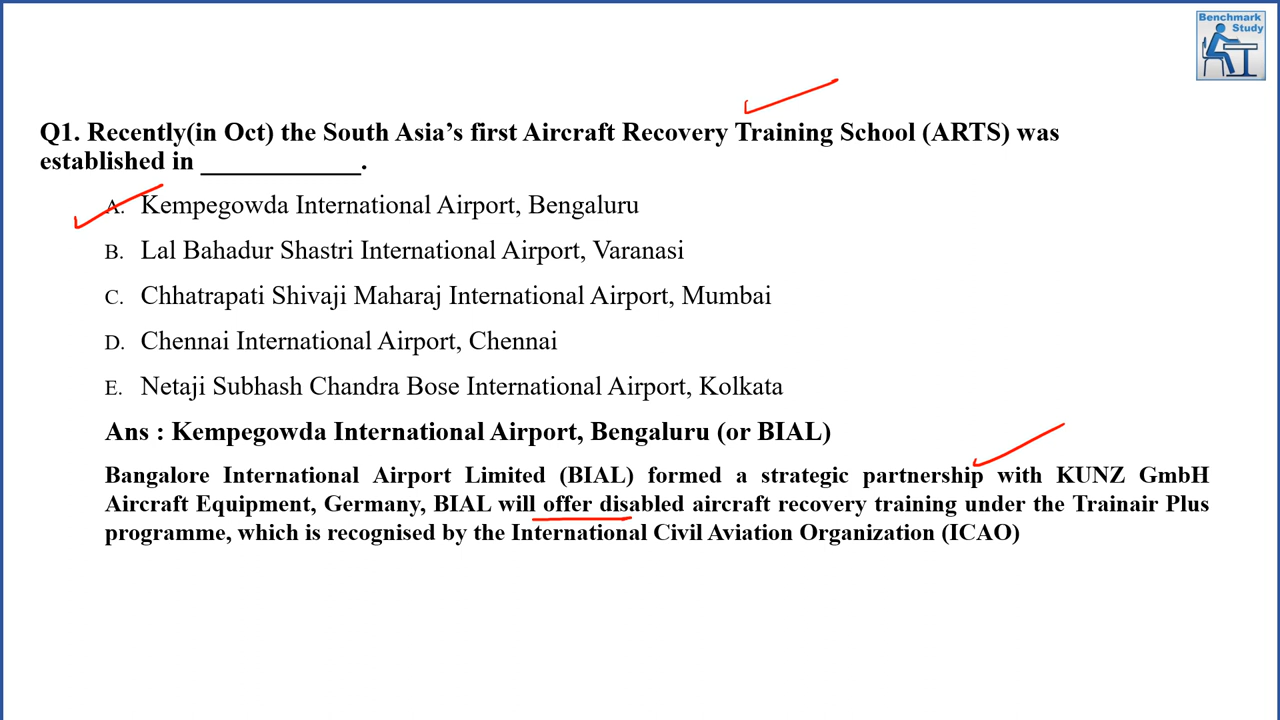 Benchmark
Study
Q1. Recently(in Oct) the South Asia’s first Aircraft Recovery Training School (ARTS) was
established in ____________.
A. Kempegowda International Airport, Bengaluru
B. Lal Bahadur Shastri International Airport, Varanasi
C. Chhatrapati Shivaji Maharaj International Airport, Mumbai
D. Chennai International Airport, Chennai
E. Netaji Subhash Chandra Bose International Airport, Kolkata
Ans : Kempegowda International Airport, Bengaluru (or BIAL)
Bangalore International Airport Limited (BIAL) formed a strategic partnership with KUNZ GmbH
Aircraft Equipment, Germany, BIAL will offer disabled aircraft recovery training under the Trainair Plus
programme, which is recognised by the International Civil Aviation Organization (ICAO)